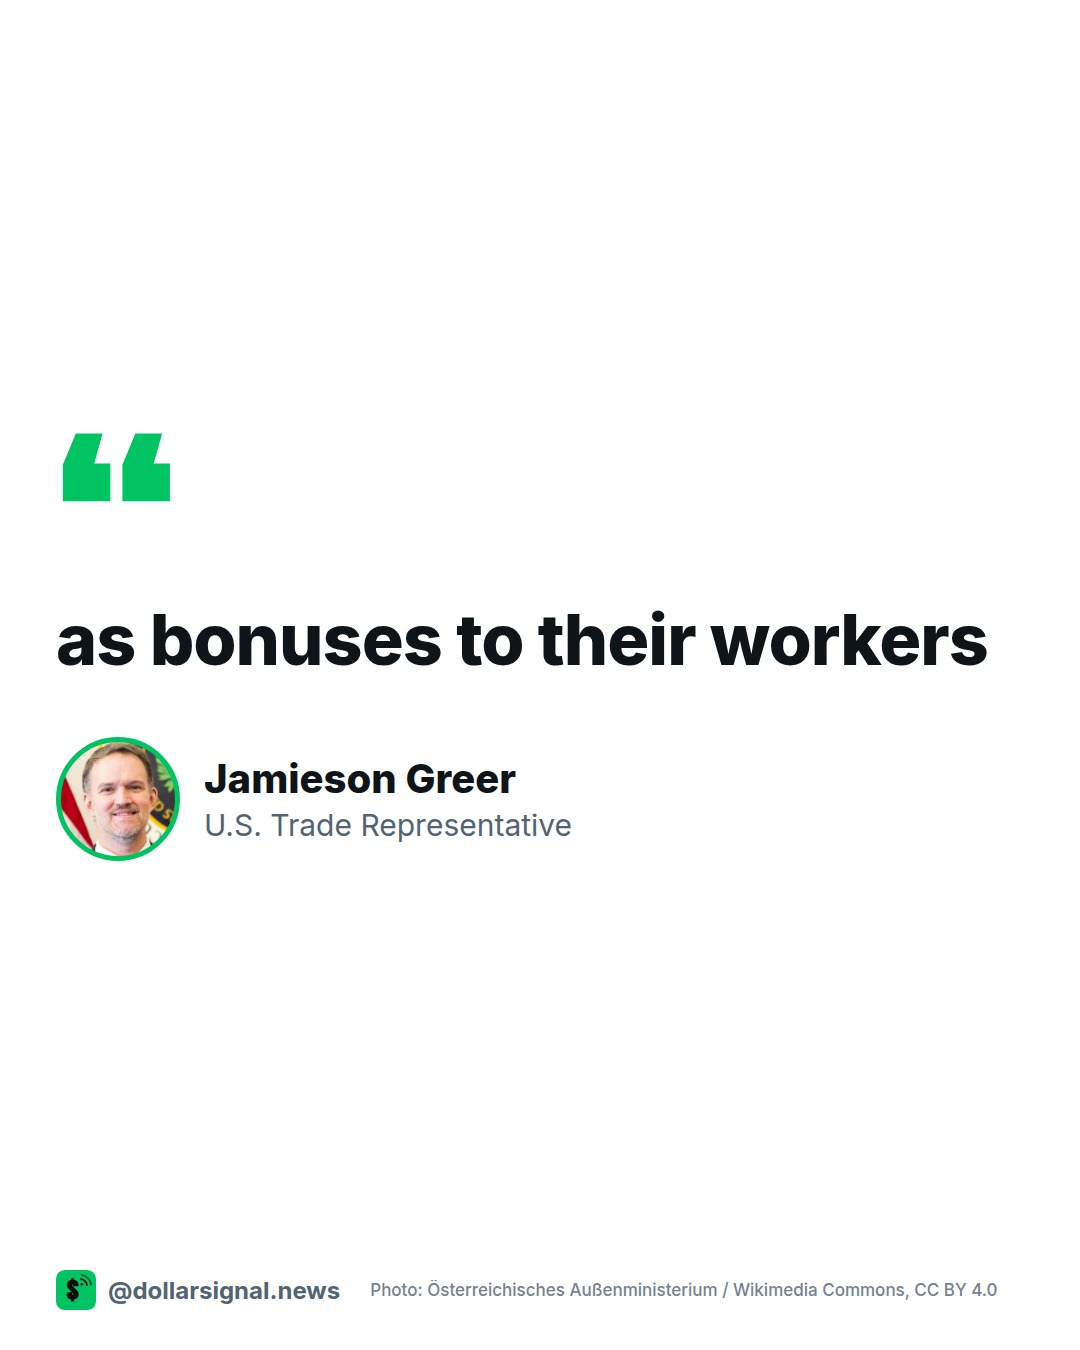 “
as bonuses to their workers
Jamieson Greer
U.S. Trade Representative
@dollarsignal.news
Photo: Österreichisches Außenministerium / Wikimedia Commons, CC BY 4.0